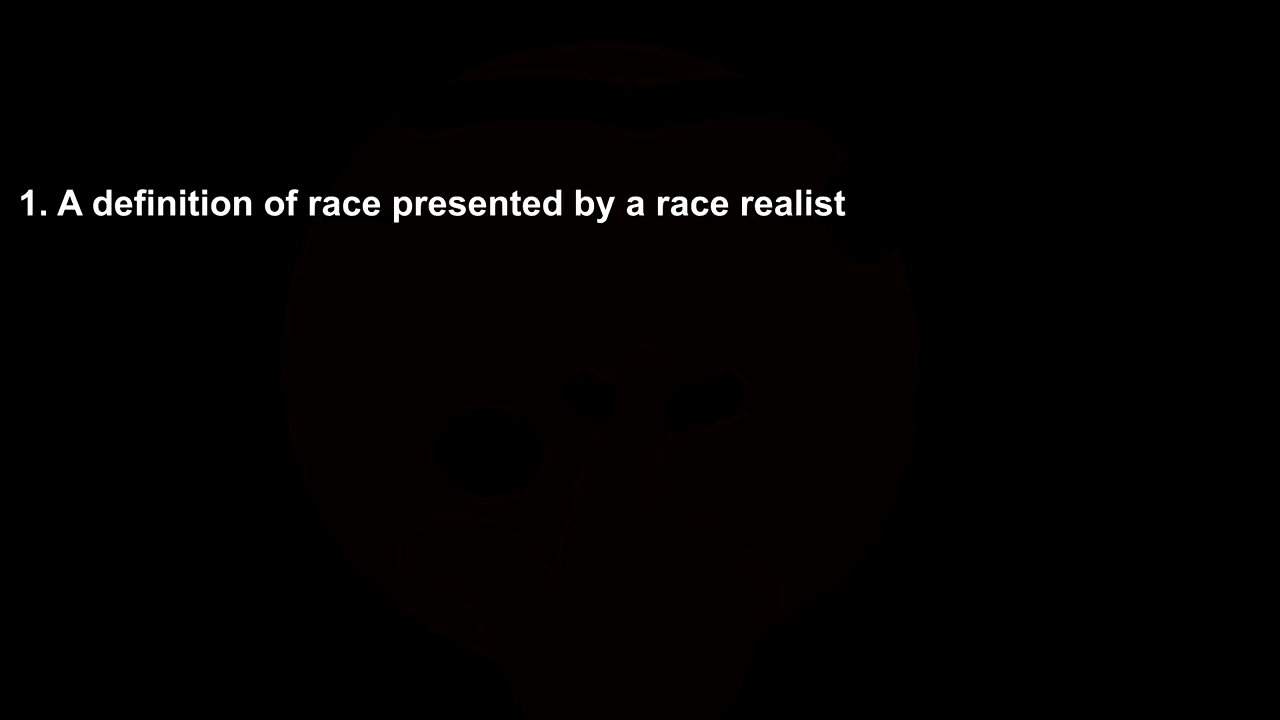 1. A definition of race presented by a race realist